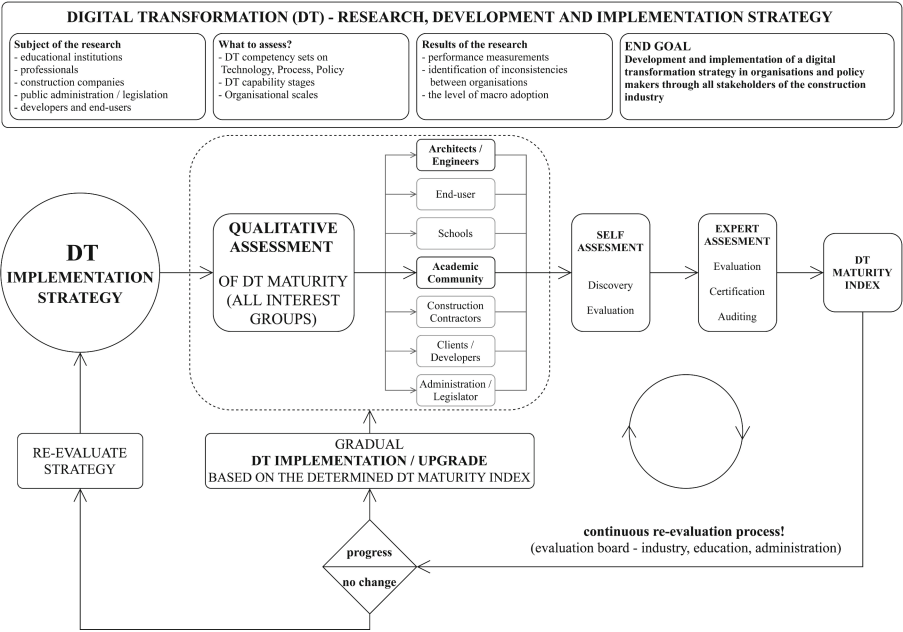 DIGITAL TRANSFORMATION (DT) - RESEARCH, DEVELOPMENT AND IMPLEMENTATION STRATEGY
Subject of the research
- educational institutions
- professionals
- construction companies
- public administration / legislation
- developers and end-users
What to assess?
- DT competency sets on
Technology, Process, Policy
- DT capability stages
- Organisational scales
Results of the research
- performance measurements
- identification of inconsistencies
between organisations
- the level of macro adoption
END GOAL
Development and implementation of a digital
transformation strategy in organisations and policy
makers through all stakeholders of the construction
industry
DT
IMPLEMENTATION
STRATEGY
QUALITATIVE
ASSESSMENT
OF DT MATURITY
(ALL INTEREST
GROUPS)
Architects /
Engineers
End-user
Schools
Academic
Community
Construction
Contractors
Clients /
Developers
Administration /
Legislator
SELF
ASSESMENT
Discovery
Evaluation
EXPERT
ASSESMENT
Evaluation
Certification
Auditing
DT
MATURITY
INDEX
RE-EVALUATE
STRATEGY
GRADUAL
DT IMPLEMENTATION / UPGRADE
BASED ON THE DETERMINED DT MATURITY INDEX
progress
no change
continuous re-evaluation process!
(evaluation board - industry, education, administration)